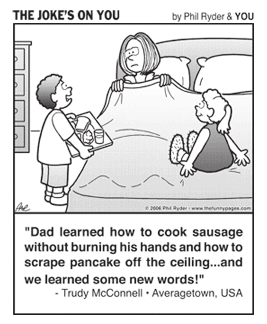 THE JOKE'S ON YOU by Phil Ryder & YOU
© 2006 Phil Ryder - www.thefunnypages.com
"Dad learned how to cook sausage
without burning his hands and how to
scrape pancake off the ceiling...and
we learned some new words!"
- Trudy McConnell • Averagetown, USA